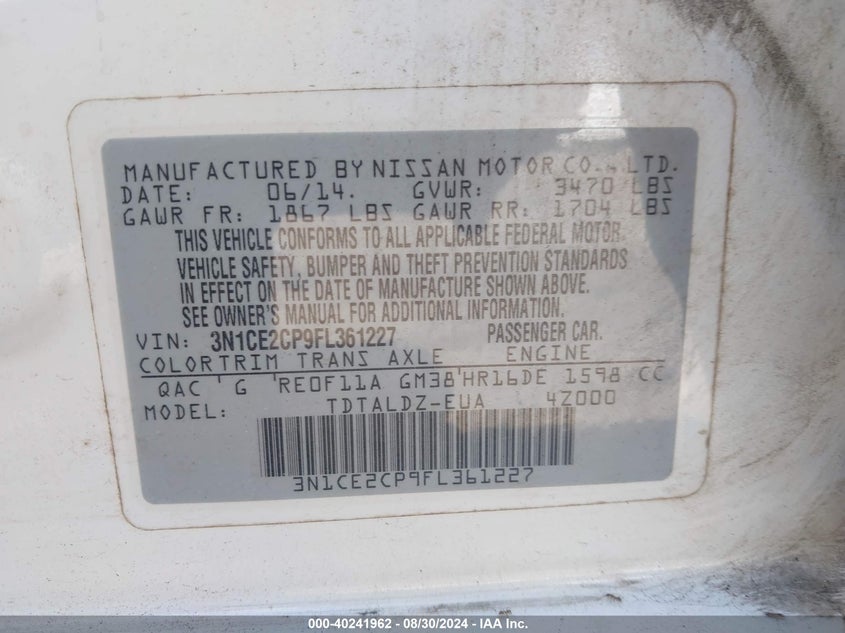 MANUFACTURED BY NISSAN MOTOR CO., LTD.
DATE: 06/14. GVWR: 3470 LBS
GAWR FR: 1867 LBS GAWR RR: 1704 LBS
THIS VEHICLE CONFORMS TO ALL APPLICABLE FEDERAL MOTOR
VEHICLE SAFETY, BUMPER AND THEFT PREVENTION STANDARDS
IN EFFECT ON THE DATE OF MANUFACTURE SHOWN ABOVE.
SEE OWNER'S MANUAL FOR ADDITIONAL INFORMATION.
VIN: 3N1CE2CP9FL361227 PASSENGER CAR.
COLOR TRIM TRANS AXLE ENGINE
QAC G RE0F11A GM38 HR16DE 1598 CC
MODEL: TDTALDZ-EUA 4Z000
3N1CE2CP9FL361227
000-40241962 - 08/30/2024 - IAA Inc.